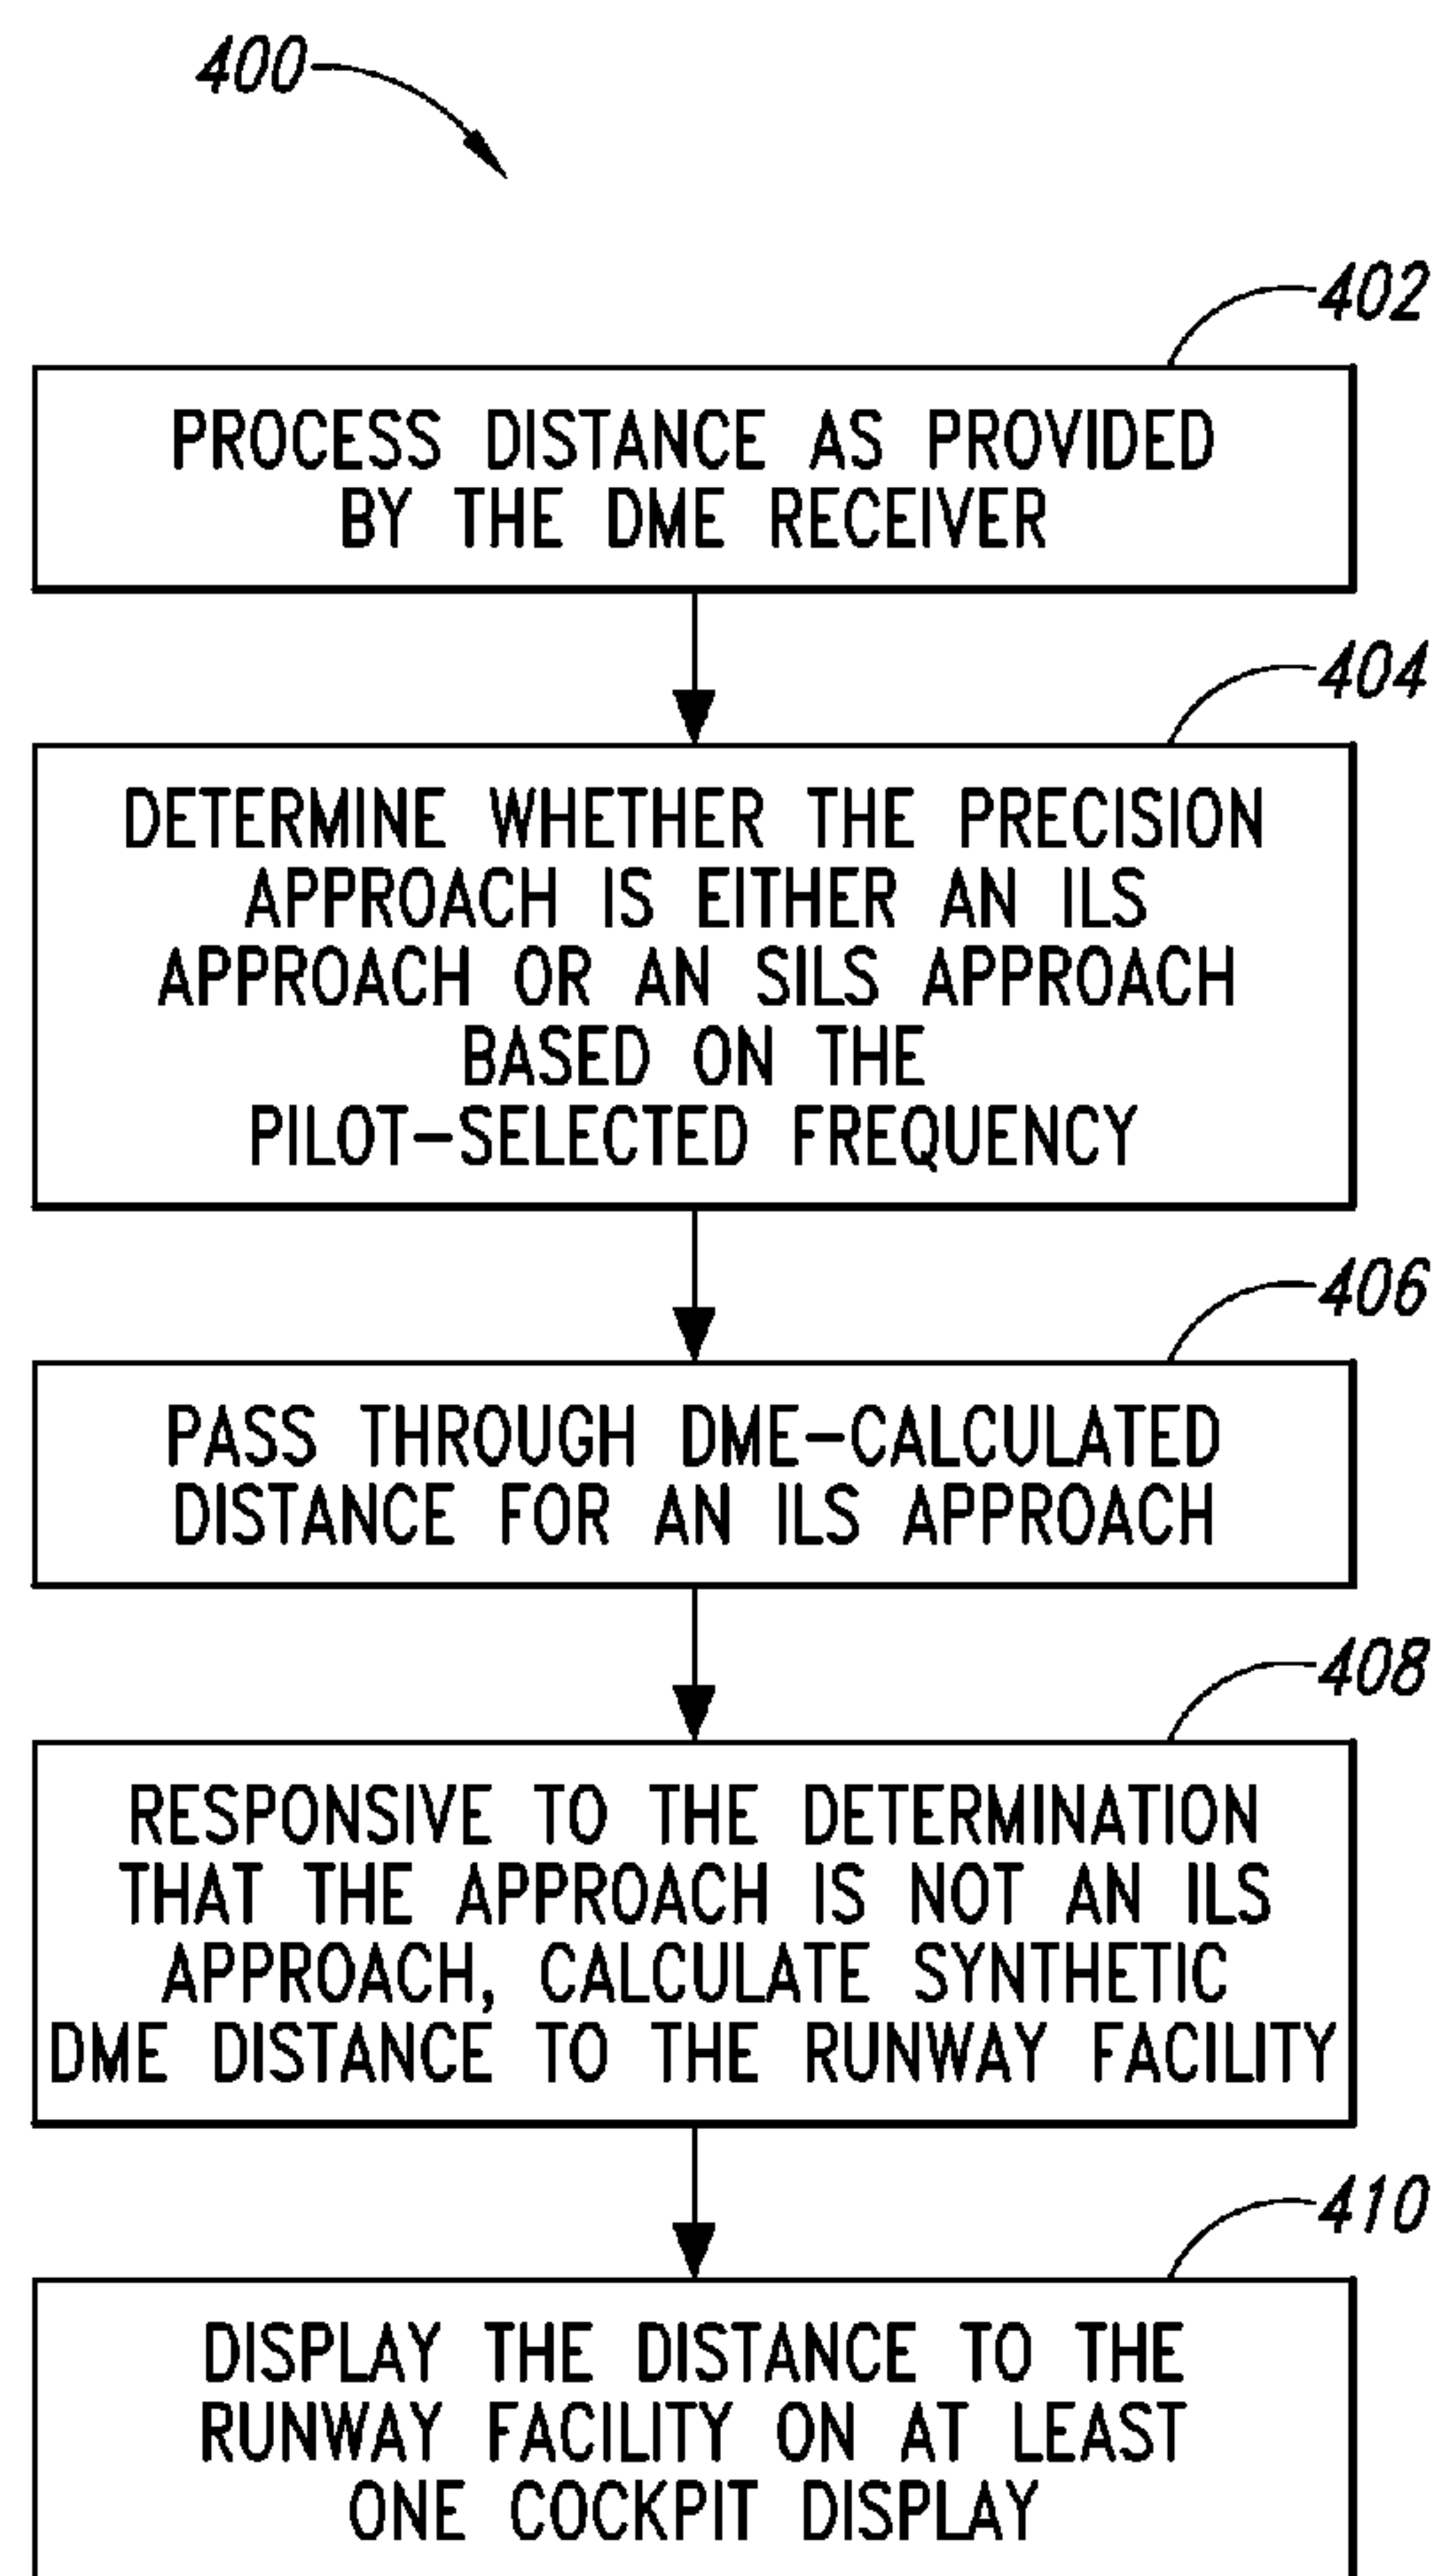 400
402
PROCESS DISTANCE AS PROVIDED
BY THE DME RECEIVER
404
DETERMINE WHETHER THE PRECISION
APPROACH IS EITHER AN ILS
APPROACH OR AN SILS APPROACH
BASED ON THE
PILOT-SELECTED FREQUENCY
406
PASS THROUGH DME-CALCULATED
DISTANCE FOR AN ILS APPROACH
408
RESPONSIVE TO THE DETERMINATION
THAT THE APPROACH IS NOT AN ILS
APPROACH, CALCULATE SYNTHETIC
DME DISTANCE TO THE RUNWAY FACILITY
410
DISPLAY THE DISTANCE TO THE
RUNWAY FACILITY ON AT LEAST
ONE COCKPIT DISPLAY